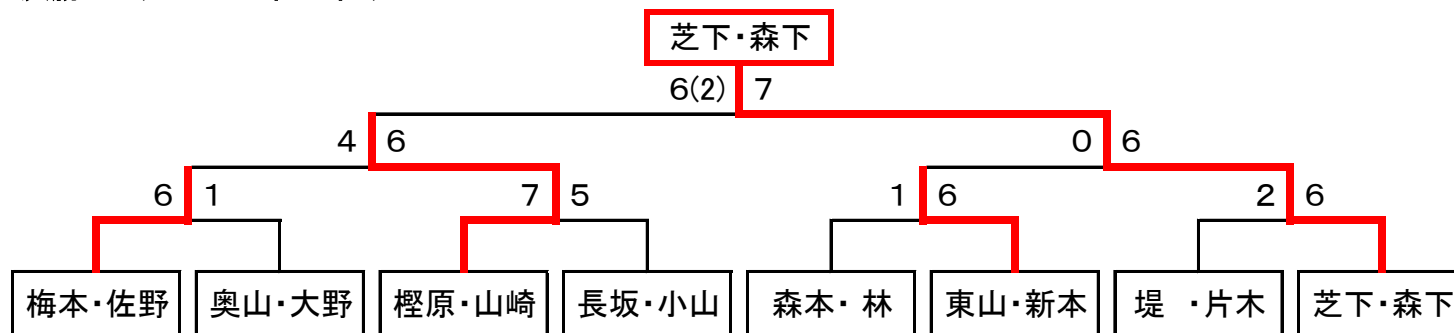 芝下・森下
6(2) 7
4 6 0 6
6 1 7 5 1 6 2 6
梅本・佐野 奥山・大野 樫原・山崎 長坂・小山 森本・ 林 東山・新本 堤 ・片木 芝下・森下